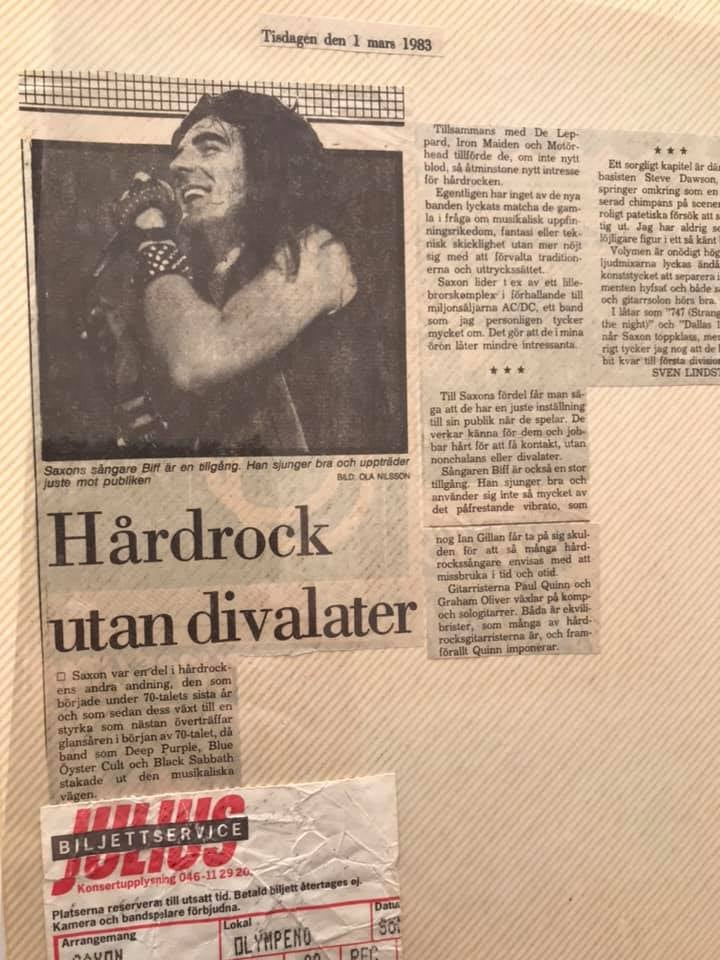 Tisdagen den 1 mars 1983
Saxons sångare Biff är en tillgång. Han sjunger bra och uppträder
juste mot publiken
BILD: OLA NILSSON
Hårdrock
utan divalater
□ Saxon var en del i hårdrock-
ens andra andning, den som
började under 70-talets sista år
och som sedan dess växt till en
styrka som nästan överträffar
glansåren i början av 70-talet, då
band som Deep Purple, Blue
Öyster Cult och Black Sabbath
stakade ut den musikaliska
vägen.
Tillsammans med De Lep-
pard, Iron Maiden och Motör-
head tillförde de, om inte nytt
blod, så åtminstone nytt intresse
för hårdrocken.
Egentligen har inget av de nya
banden lyckats matcha de gam-
la i fråga om musikalisk uppfin-
ningsrikedom, fantasi eller tek-
nisk skicklighet utan mer nöjt
sig med att förvalta tradition-
erna och uttryckssättet.
Saxon lider t ex av ett lille-
brorskømplex i förhållande till
miljonsäljarna AC/DC, ett band
som jag personligen tycker
mycket om. Det gör att de i mina
öron låter mindre intressanta.
★ ★ ★
Till Saxons fördel får man sä-
ga att de har en juste inställning
till sin publik när de spelar. De
verkar känna för dem och job-
bar hårt för att få kontakt, utan
nonchalans eller divalater.
Sångaren Biff är också en stor
tillgång. Han sjunger bra och
använder sig inte så mycket av
det påfrestande vibrato, som
nog Ian Gillan får ta på sig skul-
den för att så många hård-
rockssångare envisas med att
missbruka i tid och otid.
Gitarristerna Paul Quinn och
Graham Oliver växlar på komp-
och sologitarrer. Båda är ekvili-
brister, som många av hård-
rocksgitarristerna är, och fram-
förallt Quinn imponerar.
★ ★ ★
Ett sorgligt kapitel är
basisten Steve Dawson,
springer omkring som en
serad chimpans på scenen
roligt patetiska försök att
tig ut. Jag har aldrig
löjligare figur i ett så känt
Volymen är onödigt hög
ljudmixarna lyckas ändå
konststycket att separera
menten hyfsat och både
och gitarrsolon hörs bra.
I låtar som "747 (Strang
the night)" och "Dallas
når Saxon toppklass, men
rigt tycker jag nog att de
bit kvar till första division
SVEN LINDST
JULIUS
BILJETTSERVICE
Konsertupplysning 046-11 29 20.
Platserna reserveras till utsatt tid. Betald biljett återtages ej.
Kamera och bandspelare förbjudna.
Arrangemang Lokal Datu
SAXON OLYMPENO
REC